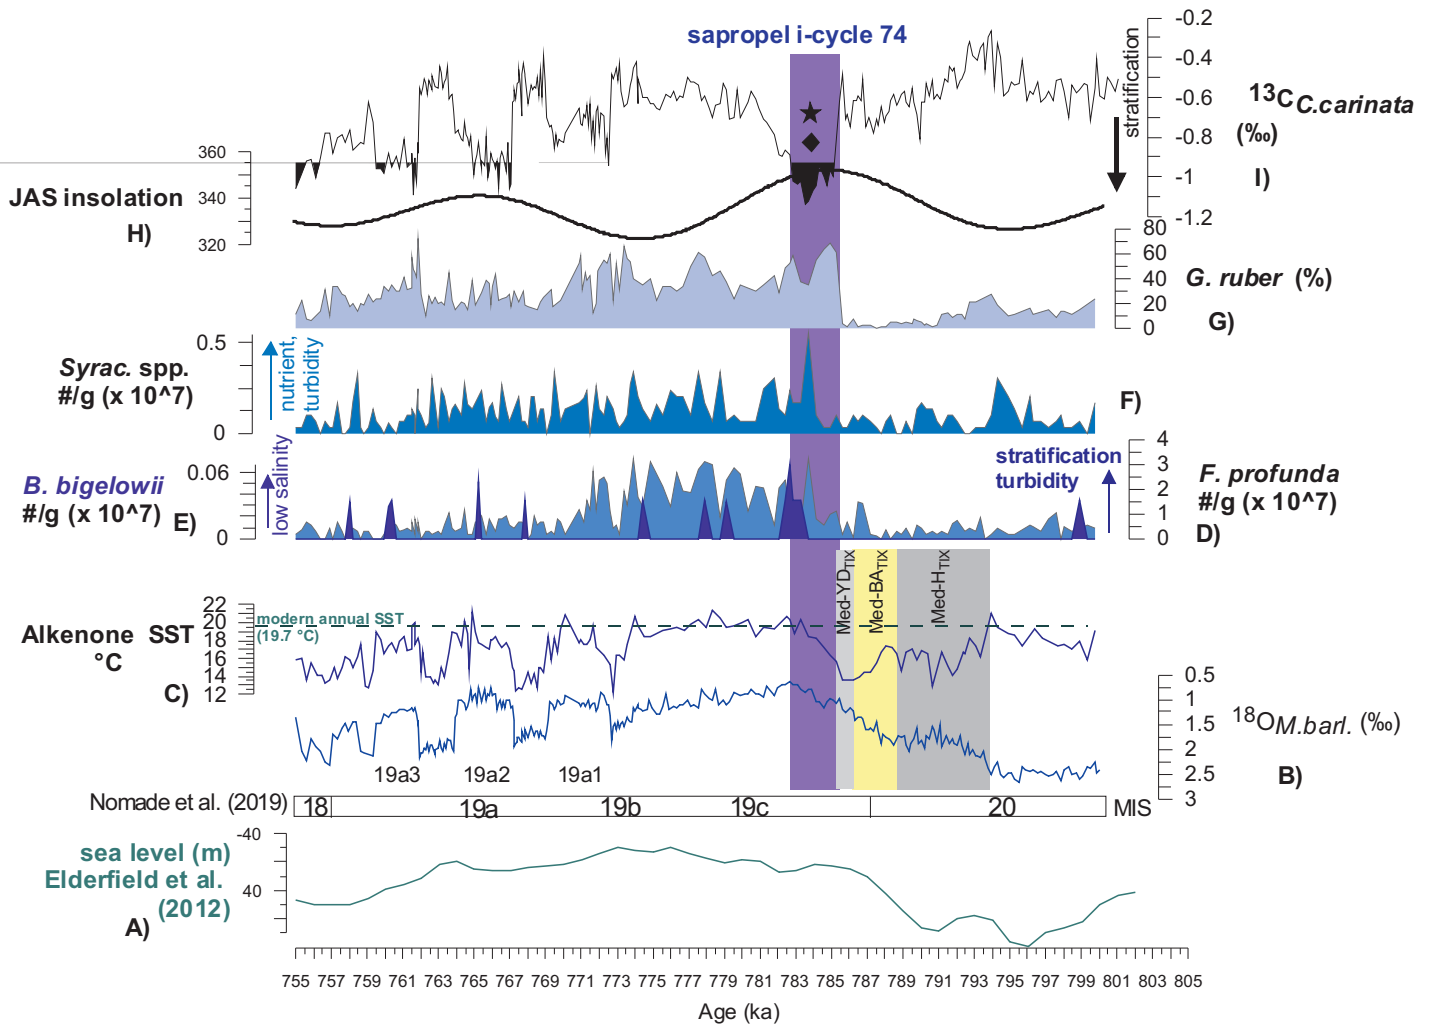 sapropel i-cycle 74
-0.2
-0.4
-0.6
-0.8
-1
-1.2
stratification
13C C.carinata
(‰)
I)
360
340
320
JAS insolation
H)
80
60
40
20
0
G. ruber (%)
G)
0.5
0
nutrient,
turbidity
Syrac. spp.
#/g (x 10^7)
F)
0.06
0
low salinity
B. bigelowii
#/g (x 10^7)
E)
stratification
turbidity
4
3
2
1
0
F. profunda
#/g (x 10^7)
D)
Med-YD TIX
Med-BA TIX
Med-H TIX
22
20
18
16
14
12
modern annual SST
(19.7 °C)
Alkenone SST
°C
C)
0.5
1
1.5
2
2.5
3
18O M.barl. (‰)
B)
19a3
19a2
19a1
Nomade et al. (2019)
18
19a
19b
19c
20
MIS
-40
40
sea level (m)
Elderfield et al.
(2012)
A)
755 757 759 761 763 765 767 769 771 773 775 777 779 781 783 785 787 789 791 793 795 797 799 801 803 805
Age (ka)